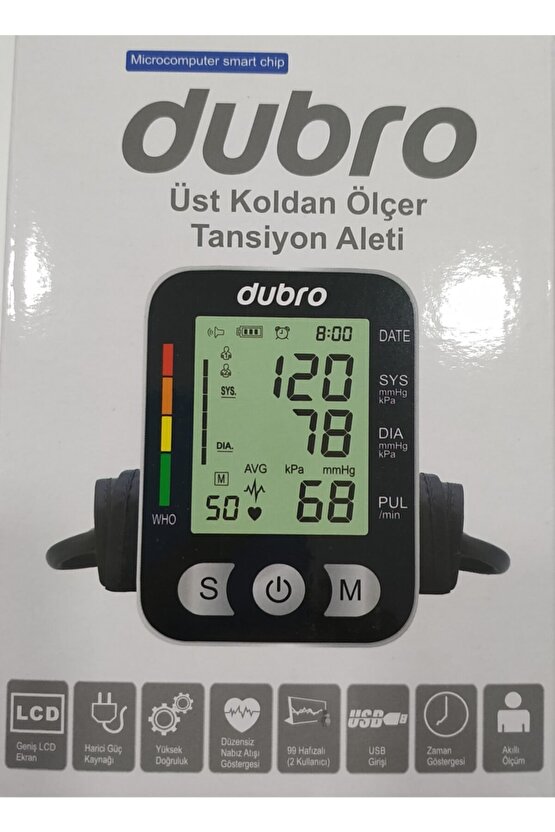 Microcomputer smart chip
dubro
Üst Koldan Ölçer
Tansiyon Aleti
dubro
8:00 DATE
120 SYS
mmHg
kPa
SYS.
78 DIA
mmHg
kPa
DIA.
AVG kPa mmHg
M
50 68 PUL
/min
WHO
S M
LCD
USB
Geniş LCD
Ekran
Harici Güç
Kaynağı
Yüksek
Doğruluk
Düzensiz
Nabız Atışı
Göstergesi
99 Hafızalı
(2 Kullanıcı)
USB
Girişi
Zaman
Göstergesi
Akıllı
Ölçüm